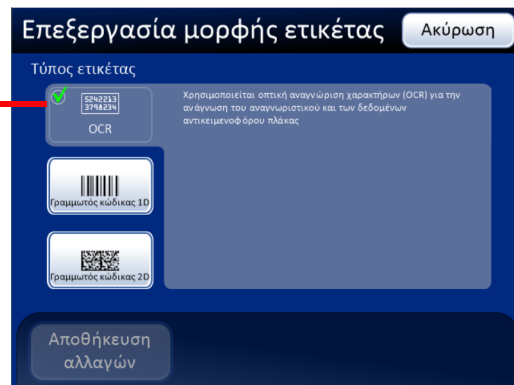 Επεξεργασία μορφής ετικέτας
Ακύρωση
Τύπος ετικέτας
5242213
3798234
OCR
Χρησιμοποιείται οπτική αναγνώριση χαρακτήρων (OCR) για την
ανάγνωση του αναγνωριστικού και των δεδομένων
αντικειμενοφόρου πλάκας
Γραμμωτός κώδικας 1D
Γραμμωτός κώδικας 2D
Αποθήκευση
αλλαγών